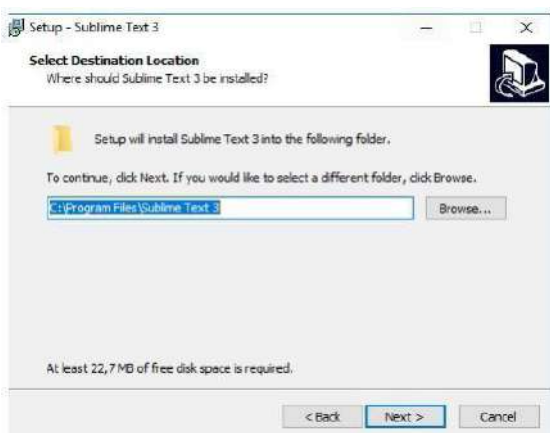 Setup - Sublime Text 3
Select Destination Location
Where should Sublime Text 3 be installed?
Setup will install Sublime Text 3 into the following folder.
To continue, click Next. If you would like to select a different folder, click Browse.
C:\Program Files\Sublime Text 3
Browse...
At least 22,7 MB of free disk space is required.
< Back
Next >
Cancel